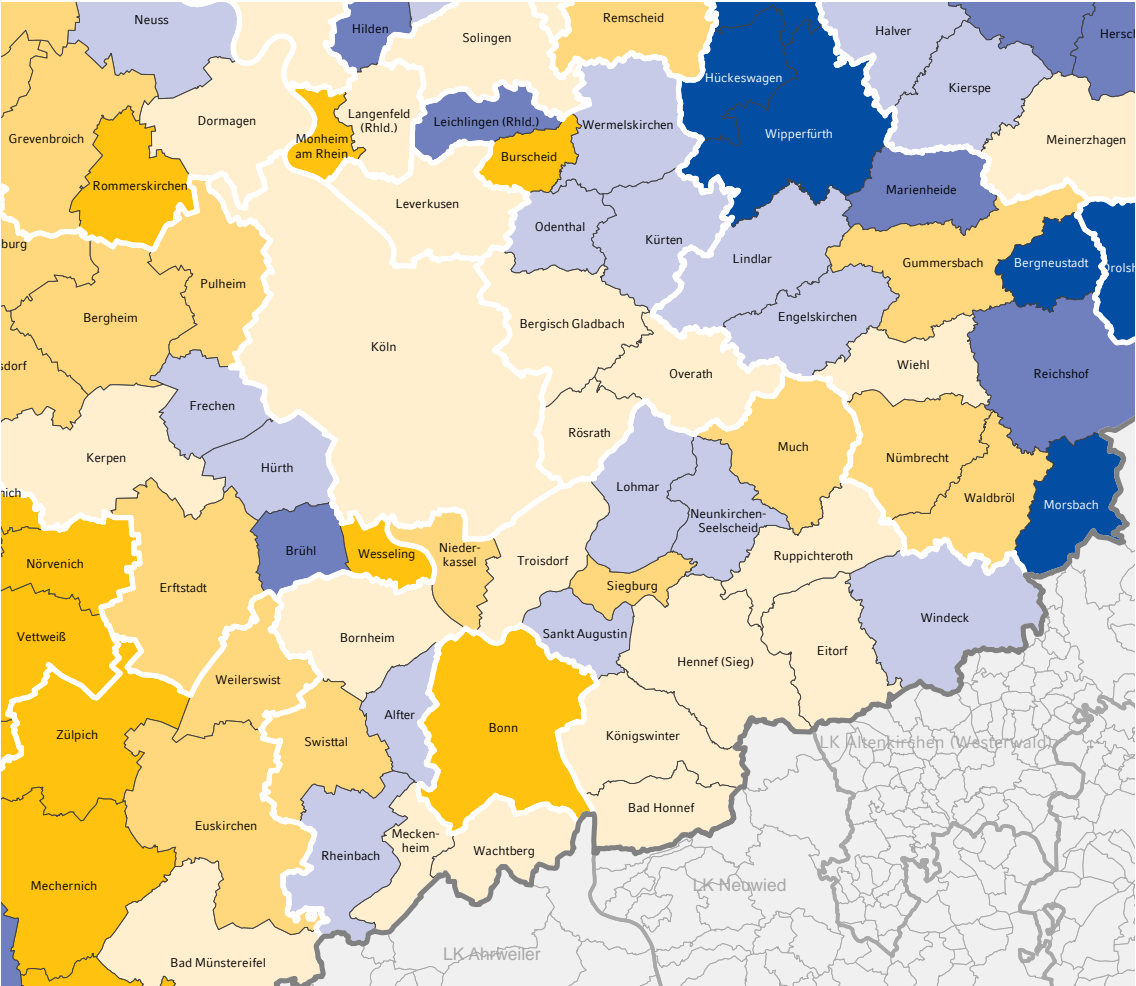 Neuss
Hilden
Solingen
Remscheid
Halver
Hersch
Hückeswagen
Kierspe
Langenfeld
(Rhld.)
Leichlingen (Rhld.)
Wermelskirchen
Wipperfürth
Meinerzhagen
Grevenbroich
Dormagen
Monheim
am Rhein
Burscheid
Rommerskirchen
Marienheide
Leverkusen
Odenthal
Kürten
burg
Lindlar
Gummersbach
Bergneustadt
Drolsh
Pulheim
Bergheim
Bergisch Gladbach
Engelskirchen
Köln
sdorf
Overath
Wiehl
Reichshof
Frechen
Rösrath
Much
Kerpen
Hürth
Nümbrecht
nich
Lohmar
Waldbröl
Morsbach
Neunkirchen-
Seelscheid
Brühl
Wesseling
Nieder-
kassel
Troisdorf
Ruppichteroth
Nörvenich
Erftstadt
Siegburg
Windeck
Vettweiß
Bornheim
Sankt Augustin
Hennef (Sieg)
Eitorf
Weilerswist
Alfter
Bonn
Zülpich
Swisttal
Königswinter
LK Altenkirchen (Westerwald)
Bad Honnef
Euskirchen
Mecken-
heim
Rheinbach
Wachtberg
Mechernich
LK Neuwied
LK Ahrweiler
Bad Münstereifel